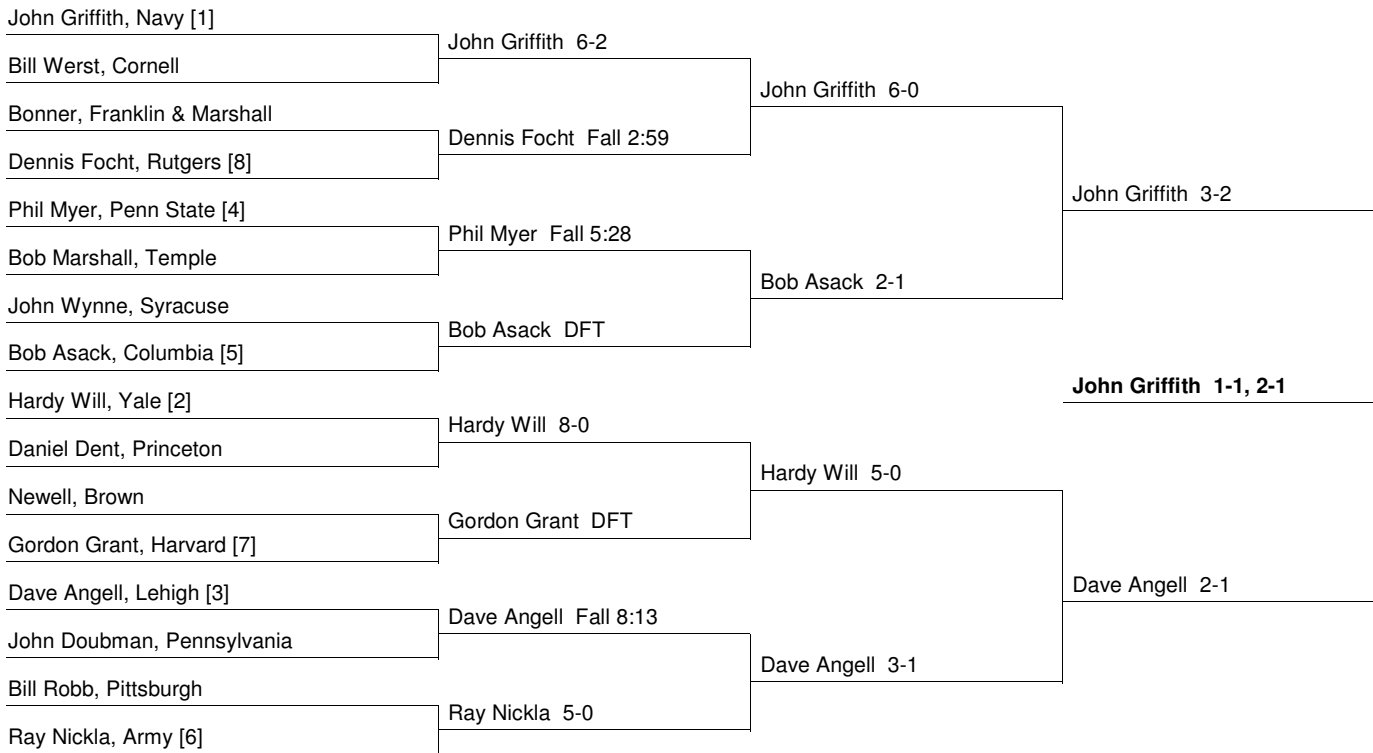 John Griffith, Navy [1]
Bill Werst, Cornell
Bonner, Franklin & Marshall
Dennis Focht, Rutgers [8]
Phil Myer, Penn State [4]
Bob Marshall, Temple
John Wynne, Syracuse
Bob Asack, Columbia [5]
Hardy Will, Yale [2]
Daniel Dent, Princeton
Newell, Brown
Gordon Grant, Harvard [7]
Dave Angell, Lehigh [3]
John Doubman, Pennsylvania
Bill Robb, Pittsburgh
Ray Nickla, Army [6]
John Griffith 6-2
Dennis Focht Fall 2:59
Phil Myer Fall 5:28
Bob Asack DFT
Hardy Will 8-0
Gordon Grant DFT
Dave Angell Fall 8:13
Ray Nickla 5-0
John Griffith 6-0
Bob Asack 2-1
Hardy Will 5-0
Dave Angell 3-1
John Griffith 3-2
John Griffith 1-1, 2-1
Dave Angell 2-1